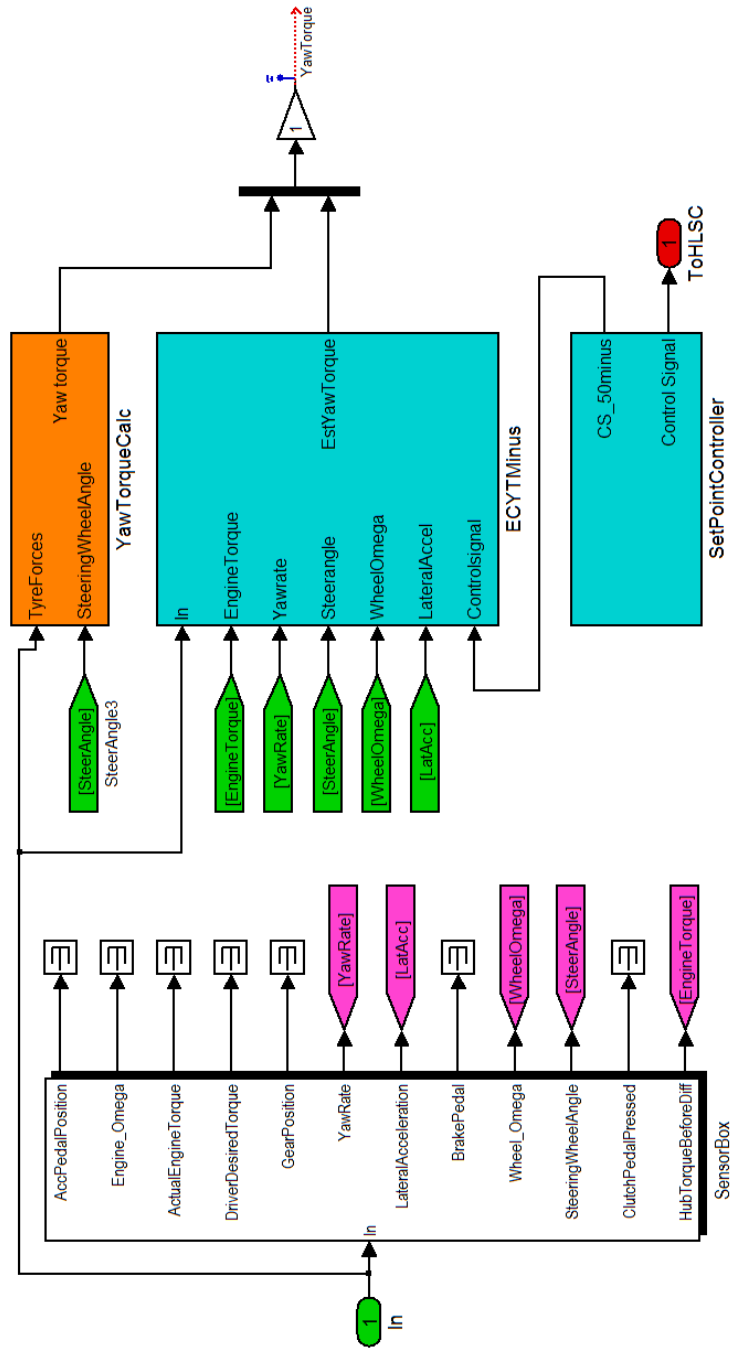 1
In
In
AccPedalPosition
Engine_Omega
ActualEngineTorque
DriverDesiredTorque
GearPosition
YawRate
LateralAcceleration
BrakePedal
Wheel_Omega
SteeringWheelAngle
ClutchPedalPressed
HubTorqueBeforeDiff
SensorBox
[YawRate]
[LatAcc]
[WheelOmega]
[SteerAngle]
[EngineTorque]
[SteerAngle]
SteerAngle3
[EngineTorque]
[YawRate]
[SteerAngle]
[WheelOmega]
[LatAcc]
TyreForces
SteeringWheelAngle
Yaw torque
YawTorqueCalc
In
EngineTorque
Yawrate
Steerangle
WheelOmega
LateralAccel
Controlsignal
EstYawTorque
ECYTMinus
CS_50minus
Control Signal
SetPointController
1
ToHLSC
1
YawTorque